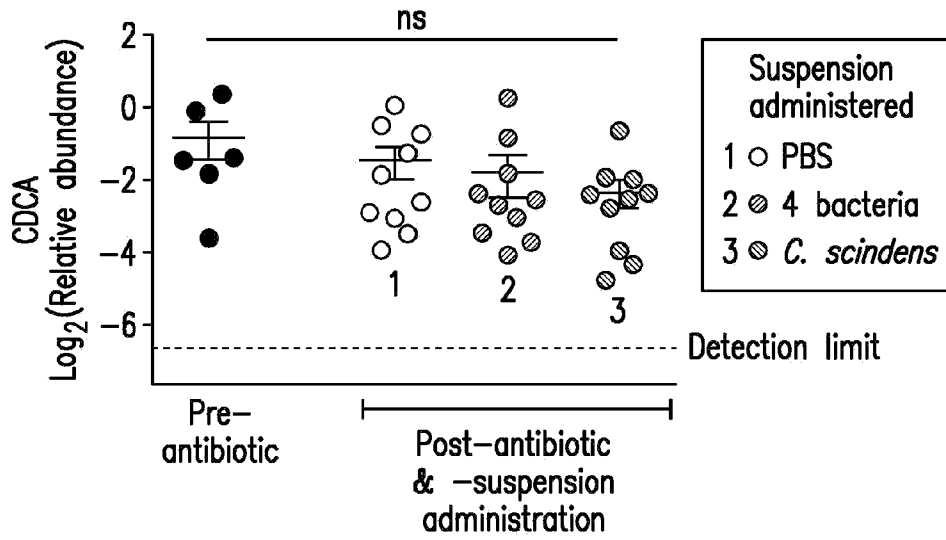 ns
2
0
−2
−4
−6
CDCA
Log2(Relative abundance)
1
2
3
Detection limit
Pre−
antibiotic
Post−antibiotic
& −suspension
administration
Suspension
administered
1 PBS
2 4 bacteria
3 C. scindens